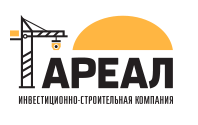 АРЕАЛ
ИНВЕСТИЦИОННО-СТРОИТЕЛЬНАЯ КОМПАНИЯ